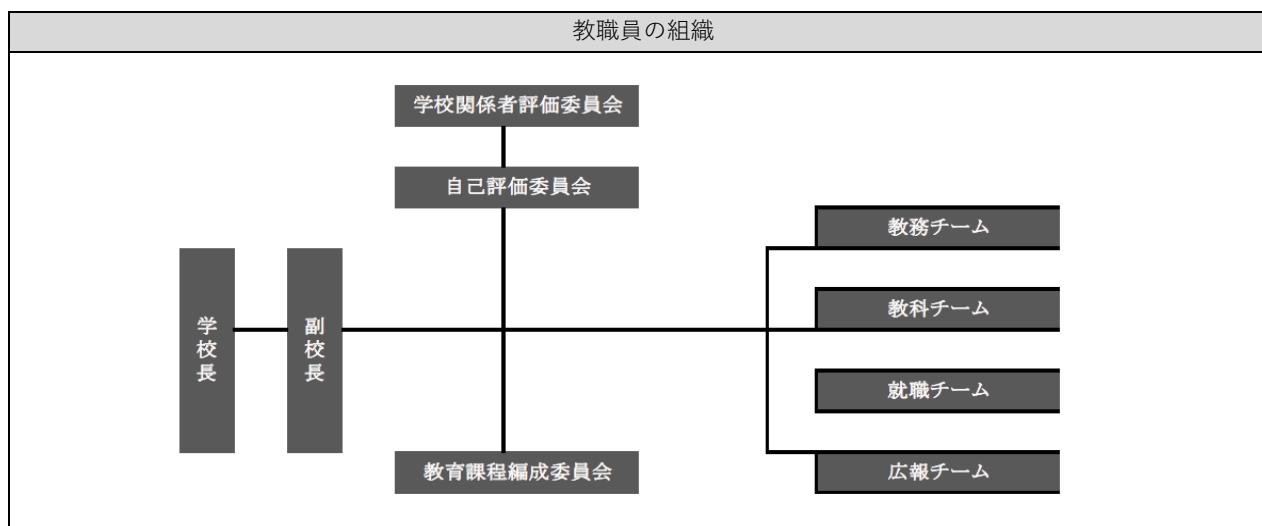 教職員の組織
学校関係者評価委員会
自己評価委員会
学校長
副校長
教務チーム
教科チーム
就職チーム
広報チーム
教育課程編成委員会